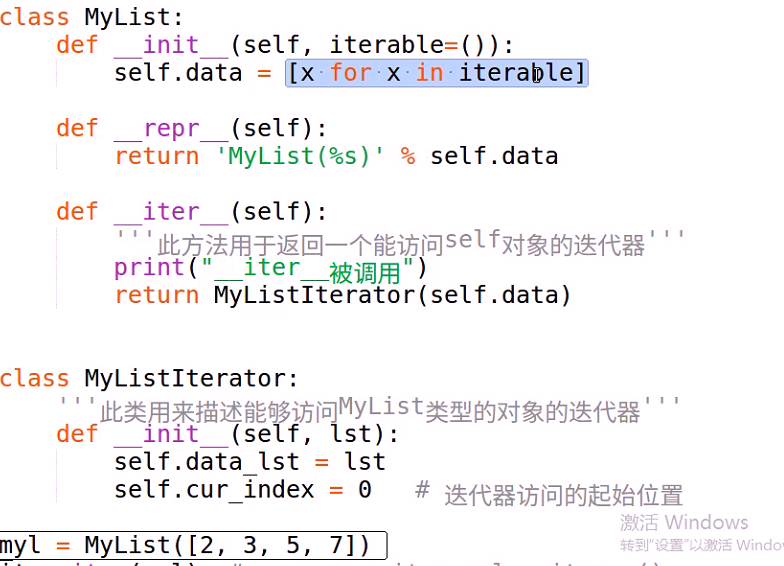 class MyList:
    def __init__(self, iterable=()):
        self.data = [x for x in iterable]
    def __repr__(self):
        return 'MyList(%s)' % self.data
    def __iter__(self):
        '''此方法用于返回一个能访问self对象的迭代器'''
        print("__iter__被调用")
        return MyListIterator(self.data)
class MyListIterator:
    '''此类用来描述能够访问MyList类型的对象的迭代器'''
    def __init__(self, lst):
        self.data_lst = lst
        self.cur_index = 0   # 迭代器访问的起始位置
激活 Windows
myl = MyList([2, 3, 5, 7])
转到"设置"以激活 Windo